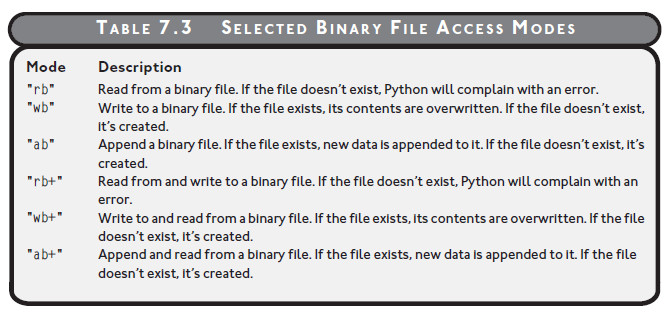 TABLE 7.3 SELECTED BINARY FILE ACCESS MODES
Mode Description
"rb" Read from a binary file. If the file doesn't exist, Python will complain with an error.
"wb" Write to a binary file. If the file exists, its contents are overwritten. If the file doesn't exist,
it's created.
"ab" Append a binary file. If the file exists, new data is appended to it. If the file doesn't exist, it's
created.
"rb+" Read from and write to a binary file. If the file doesn't exist, Python will complain with an
error.
"wb+" Write to and read from a binary file. If the file exists, its contents are overwritten. If the file
doesn't exist, it's created.
"ab+" Append and read from a binary file. If the file exists, new data is appended to it. If the file
doesn't exist, it's created.